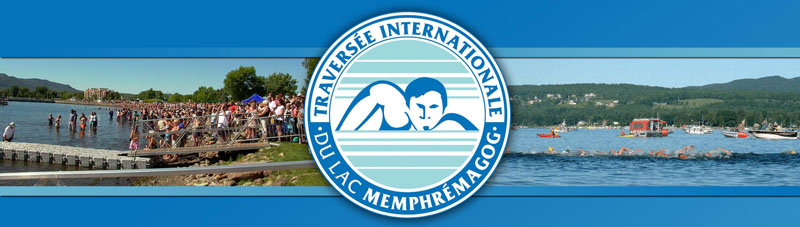 TRAVERSÉE INTERNATIONALE
DU LAC MEMPHRÉMAGOG